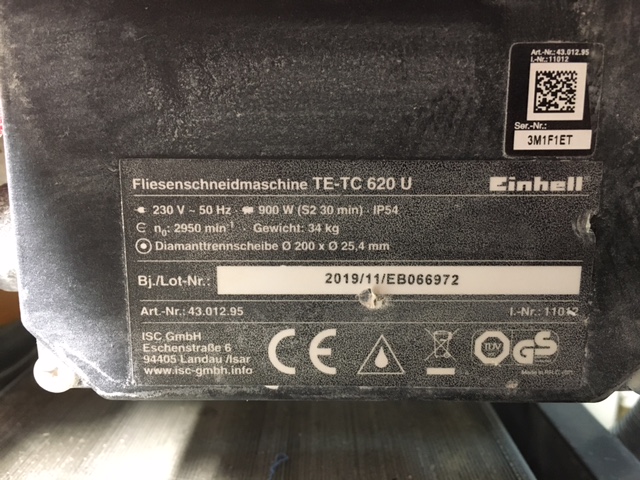 Art.-Nr.: 43.012.95
I.-Nr.: 11012
Ser.-Nr.:
3M1F1ET
Fliesenschneidmaschine TE-TC 620 U
Einhell
230 V ~ 50 Hz · 900 W (S2 30 min) · IP54
n₀: 2950 min⁻¹ · Gewicht: 34 kg
Diamanttrennscheibe Ø 200 x Ø 25,4 mm
Bj./Lot-Nr.: 2019/11/EB066972
Art.-Nr.: 43.012.95
I.-Nr.: 11012
ISC GmbH
Eschenstraße 6
94405 Landau /Isar
www.isc-gmbh.info
CE
TÜV
GS